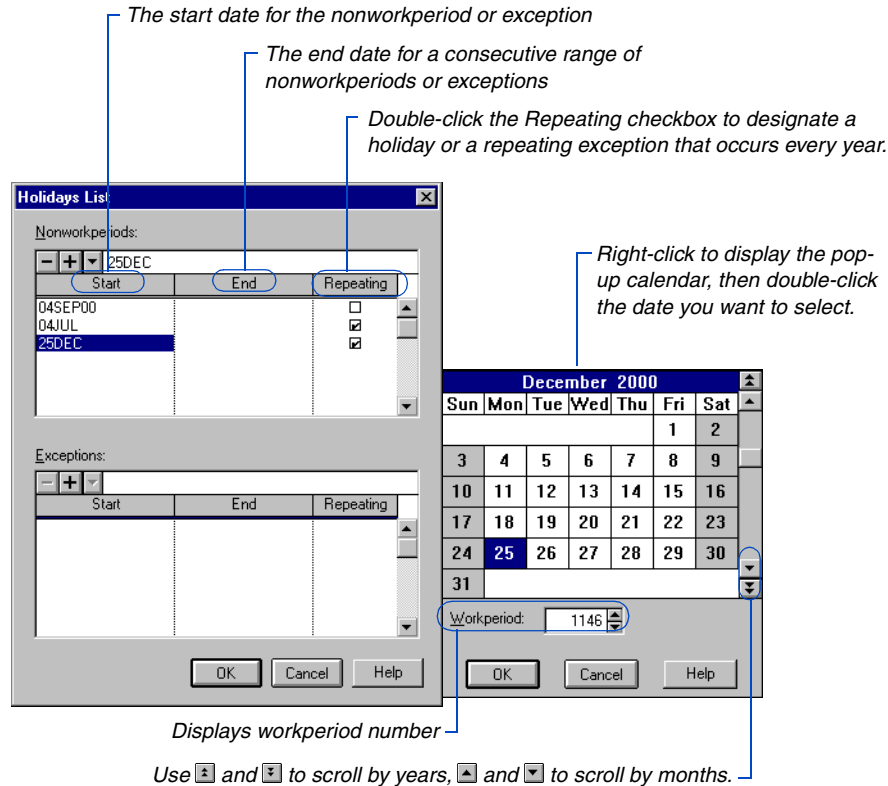 The start date for the nonworkperiod or exception
The end date for a consecutive range of
nonworkperiods or exceptions
Double-click the Repeating checkbox to designate a
holiday or a repeating exception that occurs every year.
Holidays List
Nonworkperiods:
25DEC
Start End Repeating
04SEP00
04JUL
25DEC
Exceptions:
Start End Repeating
OK Cancel Help
Right-click to display the pop-
up calendar, then double-click
the date you want to select.
December 2000
Sun Mon Tue Wed Thu Fri Sat
1 2
3 4 5 6 7 8 9
10 11 12 13 14 15 16
17 18 19 20 21 22 23
24 25 26 27 28 29 30
31
Workperiod: 1146
OK Cancel Help
Displays workperiod number
Use and to scroll by years, and to scroll by months.